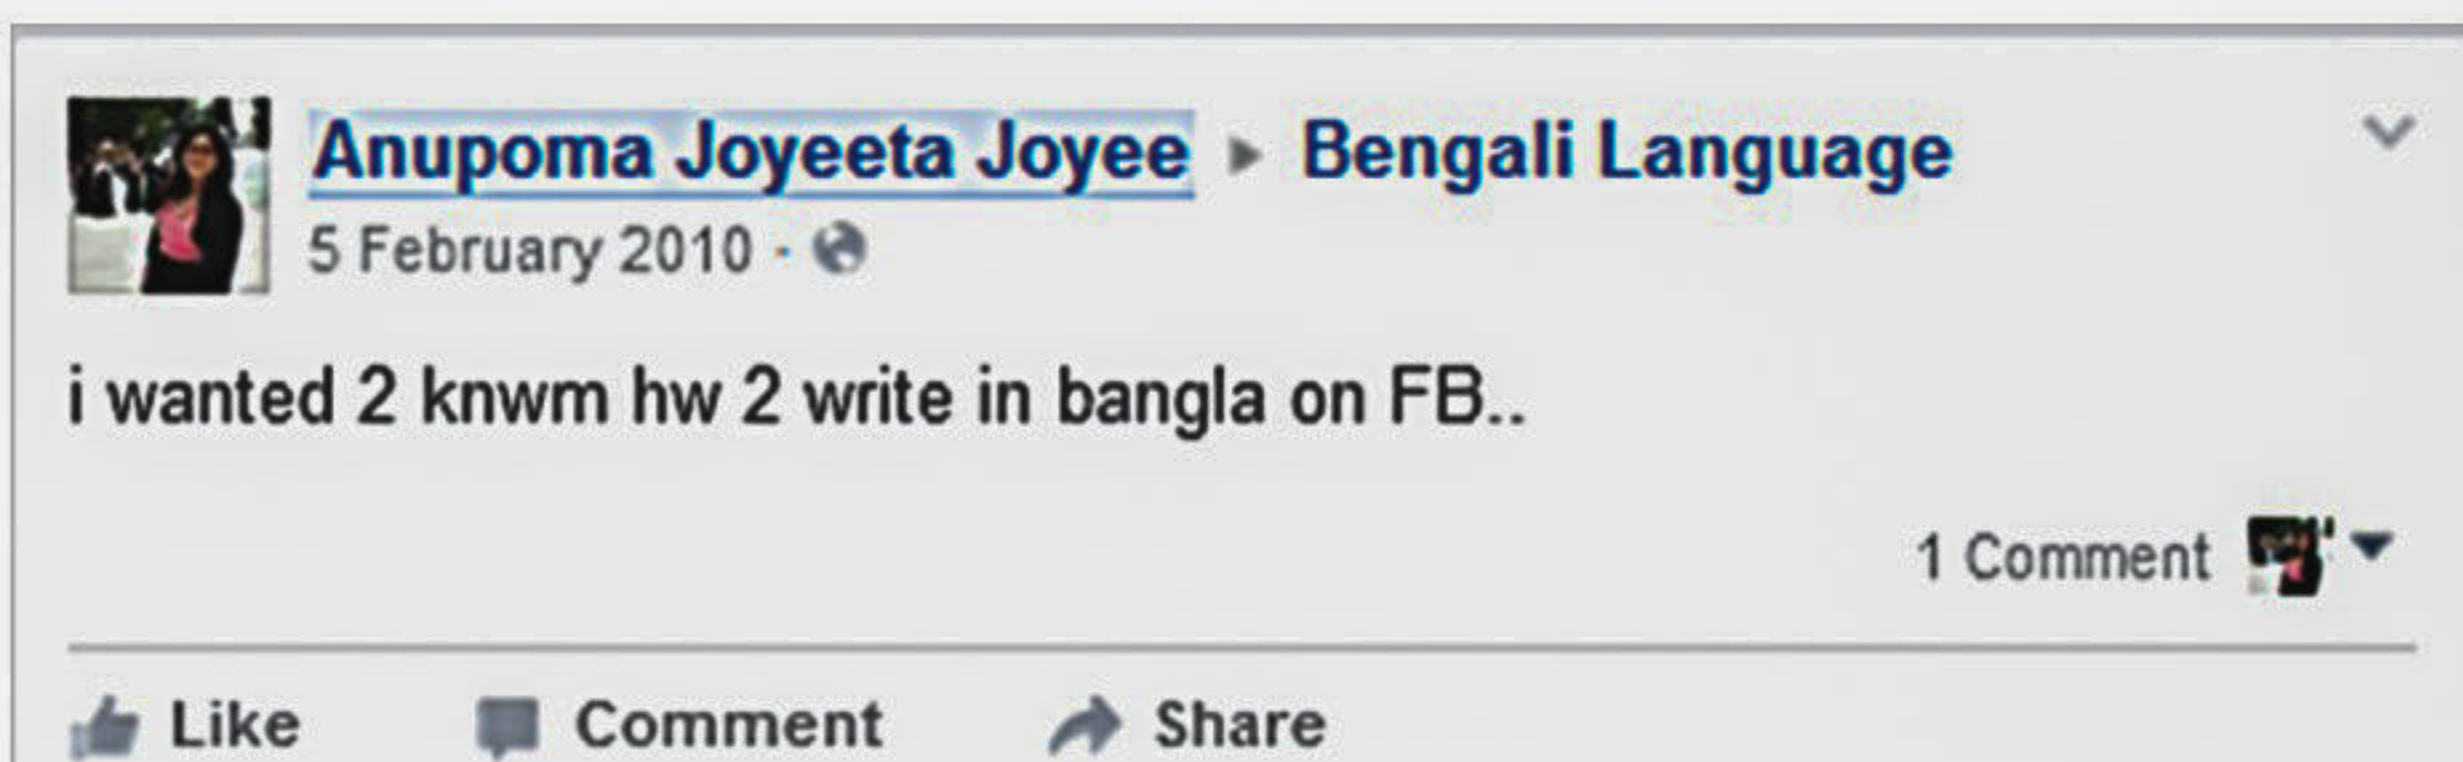 Anupoma Joyeeta Joyee ▸ Bengali Language
5 February 2010 ·
i wanted 2 knwm hw 2 write in bangla on FB..
1 Comment
Like Comment Share